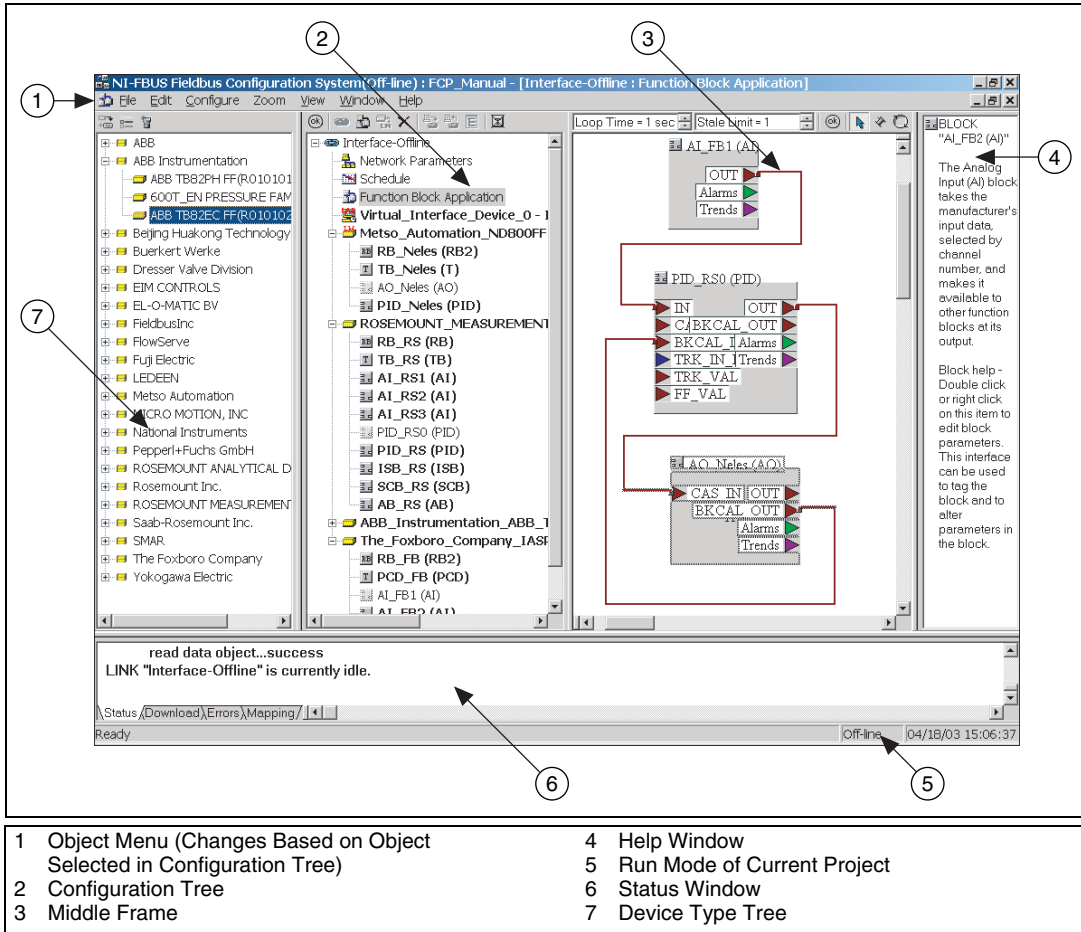 2
3
NI-FBUS Fieldbus Configuration System(Off-line) : FCP_Manual - [Interface-Offline : Function Block Application]
1
File Edit Configure Zoom View Window Help
Loop Time = 1 sec
Stale Limit = 1
ABB
ABB Instrumentation
ABB TB82PH FF(R010101
600T_EN PRESSURE FAM
ABB TB82EC FF(R010102
Beijing Huakong Technology
Buerkert Werke
Dresser Valve Division
EIM CONTROLS
EL-O-MATIC BV
FieldbusInc
FlowServe
Fuji Electric
LEDEEN
Metso Automation
MICRO MOTION, INC
National Instruments
Pepperl+Fuchs GmbH
ROSEMOUNT ANALYTICAL D
Rosemount Inc.
ROSEMOUNT MEASUREMEN
Saab-Rosemount Inc.
SMAR
The Foxboro Company
Yokogawa Electric
7
Interface-Offline
Network Parameters
Schedule
Function Block Application
Virtual_Interface_Device_0 - I
Metso_Automation_ND800FF
RB_Neles (RB2)
TB_Neles (T)
AO_Neles (AO)
PID_Neles (PID)
ROSEMOUNT_MEASUREMENT
RB_RS (RB)
TB_RS (TB)
AI_RS1 (AI)
AI_RS2 (AI)
AI_RS3 (AI)
PID_RS0 (PID)
PID_RS (PID)
ISB_RS (ISB)
SCB_RS (SCB)
AB_RS (AB)
ABB_Instrumentation_ABB_T
The_Foxboro_Company_IASP
RB_FB (RB2)
PCD_FB (PCD)
AI_FB1 (AI)
AI_FB2 (AI)
AI_FB1 (AI)
OUT
Alarms
Trends
PID_RS0 (PID)
IN OUT
CA BKCAL_OUT
BKCAL_I Alarms
TRK_IN_I Trends
TRK_VAL
FF_VAL
AO_Neles (AO)
CAS_IN OUT
BKCAL_OUT
Alarms
Trends
BLOCK
"AI_FB2 (AI)"
The Analog
Input (AI) block
takes the
manufacturer's
input data,
selected by
channel
number, and
makes it
available to
other function
blocks at its
output.
Block help -
Double click
or right click
on this item to
edit block
parameters.
This interface
can be used
to tag the
block and to
alter
parameters in
the block.
4
read data object...success
LINK "Interface-Offline" is currently idle.
Status Download Errors Mapping
Ready
Off-line
04/18/03 15:06:37
6
5
1 Object Menu (Changes Based on Object
Selected in Configuration Tree)
2 Configuration Tree
3 Middle Frame
4 Help Window
5 Run Mode of Current Project
6 Status Window
7 Device Type Tree